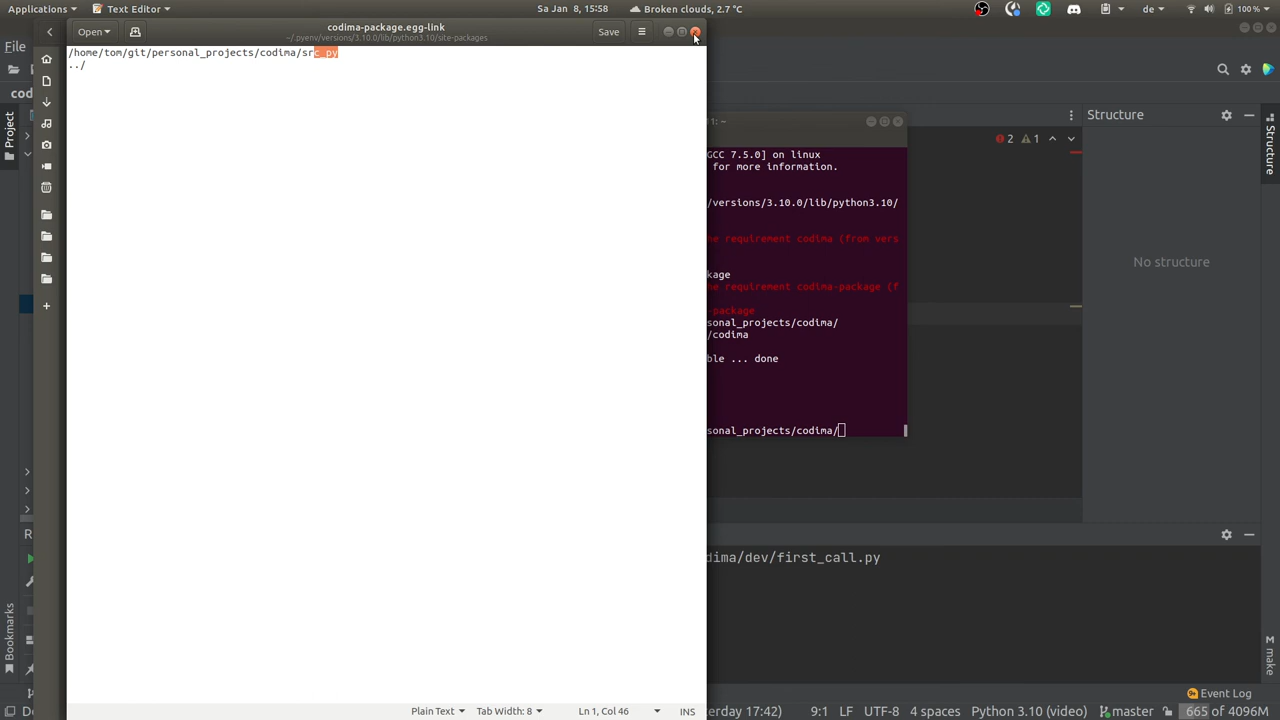 Applications
Text Editor
Sa Jan 8, 15:58
Broken clouds, 2.7 °C
de
100 %
Open
codima-package.egg-link
~/.pyenv/versions/3.10.0/lib/python3.10/site-packages
Save
/home/tom/git/personal_projects/codima/src_py
../
File
cod
Project
Bookmarks
R
D
11: ~
GCC 7.5.0] on linux
for more information.
/versions/3.10.0/lib/python3.10/
he requirement codima (from vers
kage
he requirement codima-package (f
-package
sonal_projects/codima/
/codima
ble ... done
sonal_projects/codima/
2 1
Structure
Structure
No structure
dima/dev/first_call.py
make
Event Log
Plain Text
Tab Width: 8
Ln 1, Col 46
INS
erday 17:42)
9:1
LF
UTF-8
4 spaces
Python 3.10 (video)
master
665 of 4096M